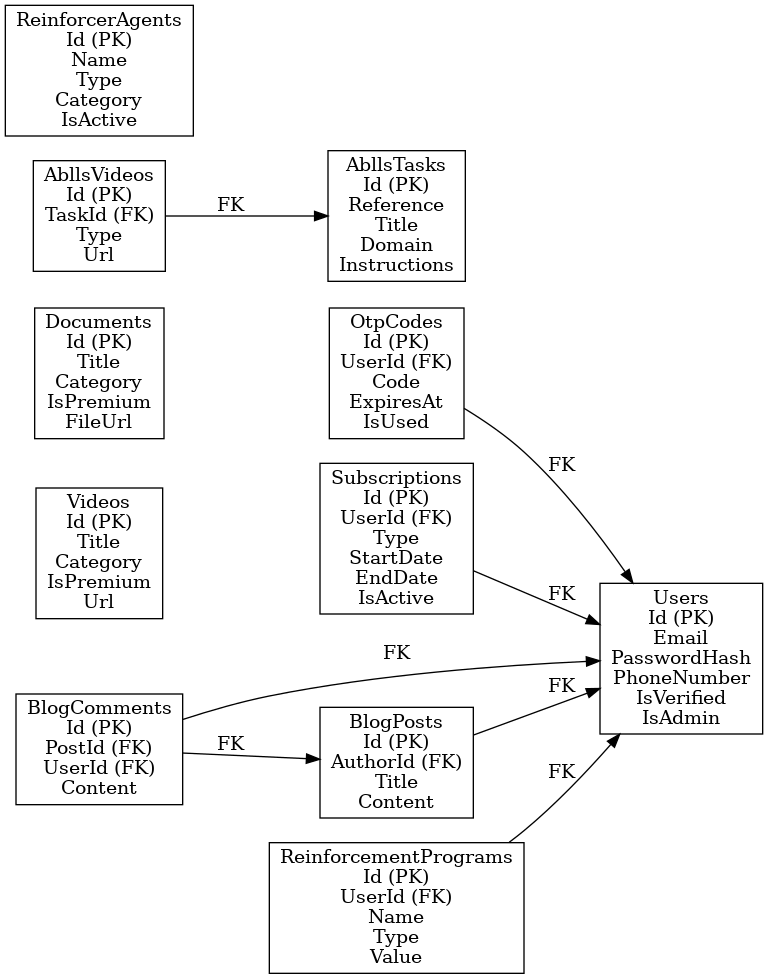 ReinforcerAgents
Id (PK)
Name
Type
Category
IsActive
AbllsVideos
Id (PK)
TaskId (FK)
Type
Url
FK
AbllsTasks
Id (PK)
Reference
Title
Domain
Instructions
Documents
Id (PK)
Title
Category
IsPremium
FileUrl
OtpCodes
Id (PK)
UserId (FK)
Code
ExpiresAt
IsUsed
FK
Videos
Id (PK)
Title
Category
IsPremium
Url
Subscriptions
Id (PK)
UserId (FK)
Type
StartDate
EndDate
IsActive
FK
Users
Id (PK)
Email
PasswordHash
PhoneNumber
IsVerified
IsAdmin
BlogComments
Id (PK)
PostId (FK)
UserId (FK)
Content
FK
FK
BlogPosts
Id (PK)
AuthorId (FK)
Title
Content
FK
ReinforcementPrograms
Id (PK)
UserId (FK)
Name
Type
Value
FK